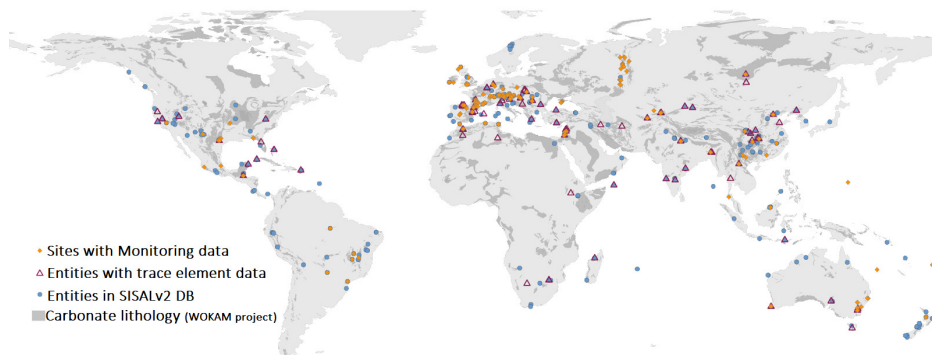 Sites with Monitoring data
Entities with trace element data
Entities in SISALv2 DB
Carbonate lithology (WOKAM project)